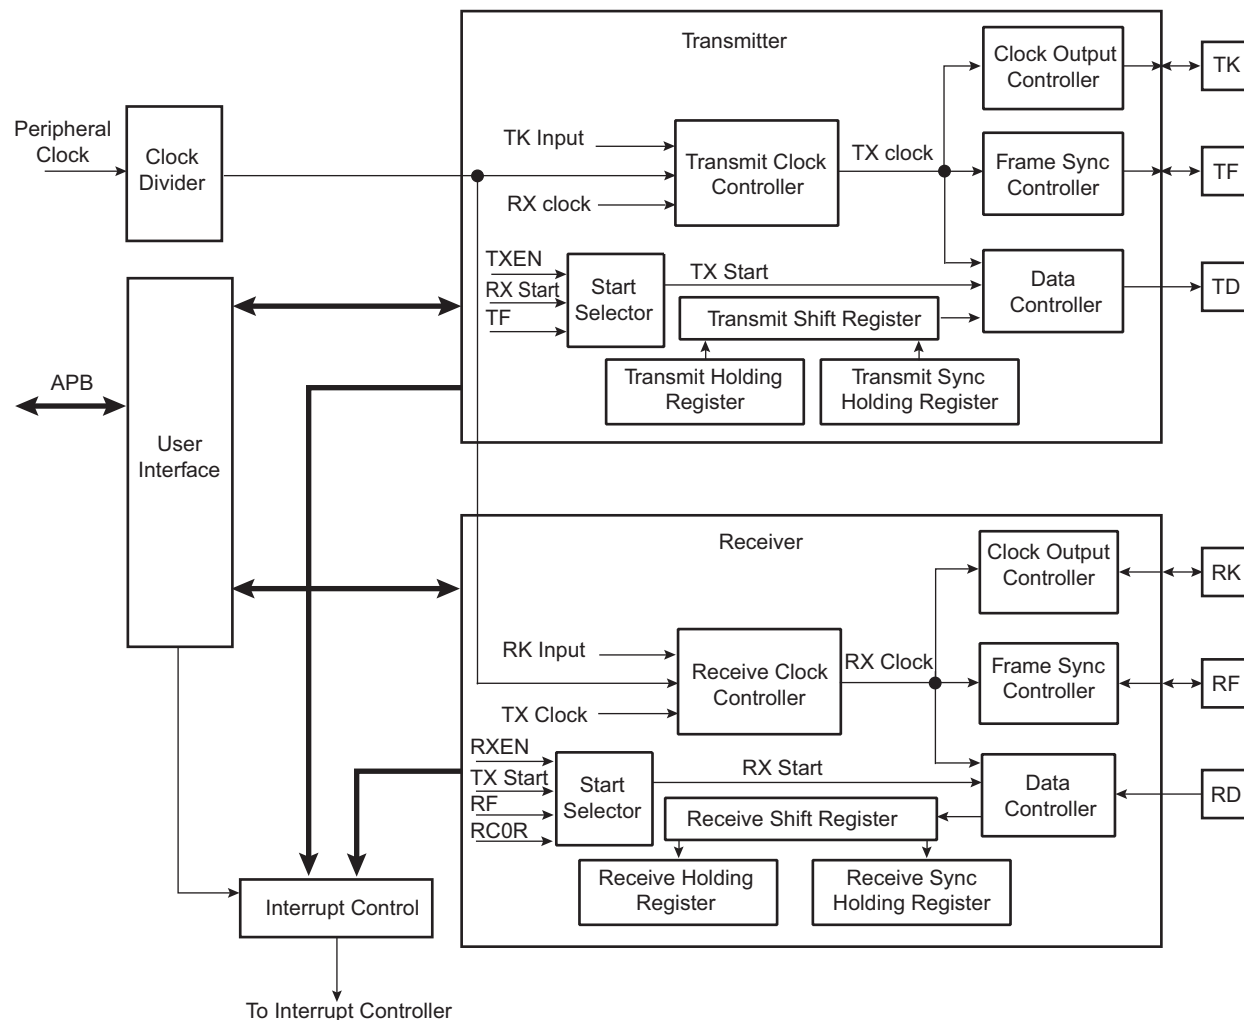 Transmitter
Clock Output
Controller
TK
Peripheral
Clock
Clock
Divider
TK Input
Transmit Clock
Controller
TX clock
Frame Sync
Controller
TF
RX clock
TXEN
RX Start
TF
Start
Selector
TX Start
Data
Controller
TD
Transmit Shift Register
Transmit Holding
Register
Transmit Sync
Holding Register
APB
User
Interface
Receiver
Clock Output
Controller
RK
RK Input
Receive Clock
Controller
RX Clock
Frame Sync
Controller
RF
TX Clock
RXEN
TX Start
RF
RC0R
Start
Selector
RX Start
Data
Controller
RD
Receive Shift Register
Receive Holding
Register
Receive Sync
Holding Register
Interrupt Control
To Interrupt Controller